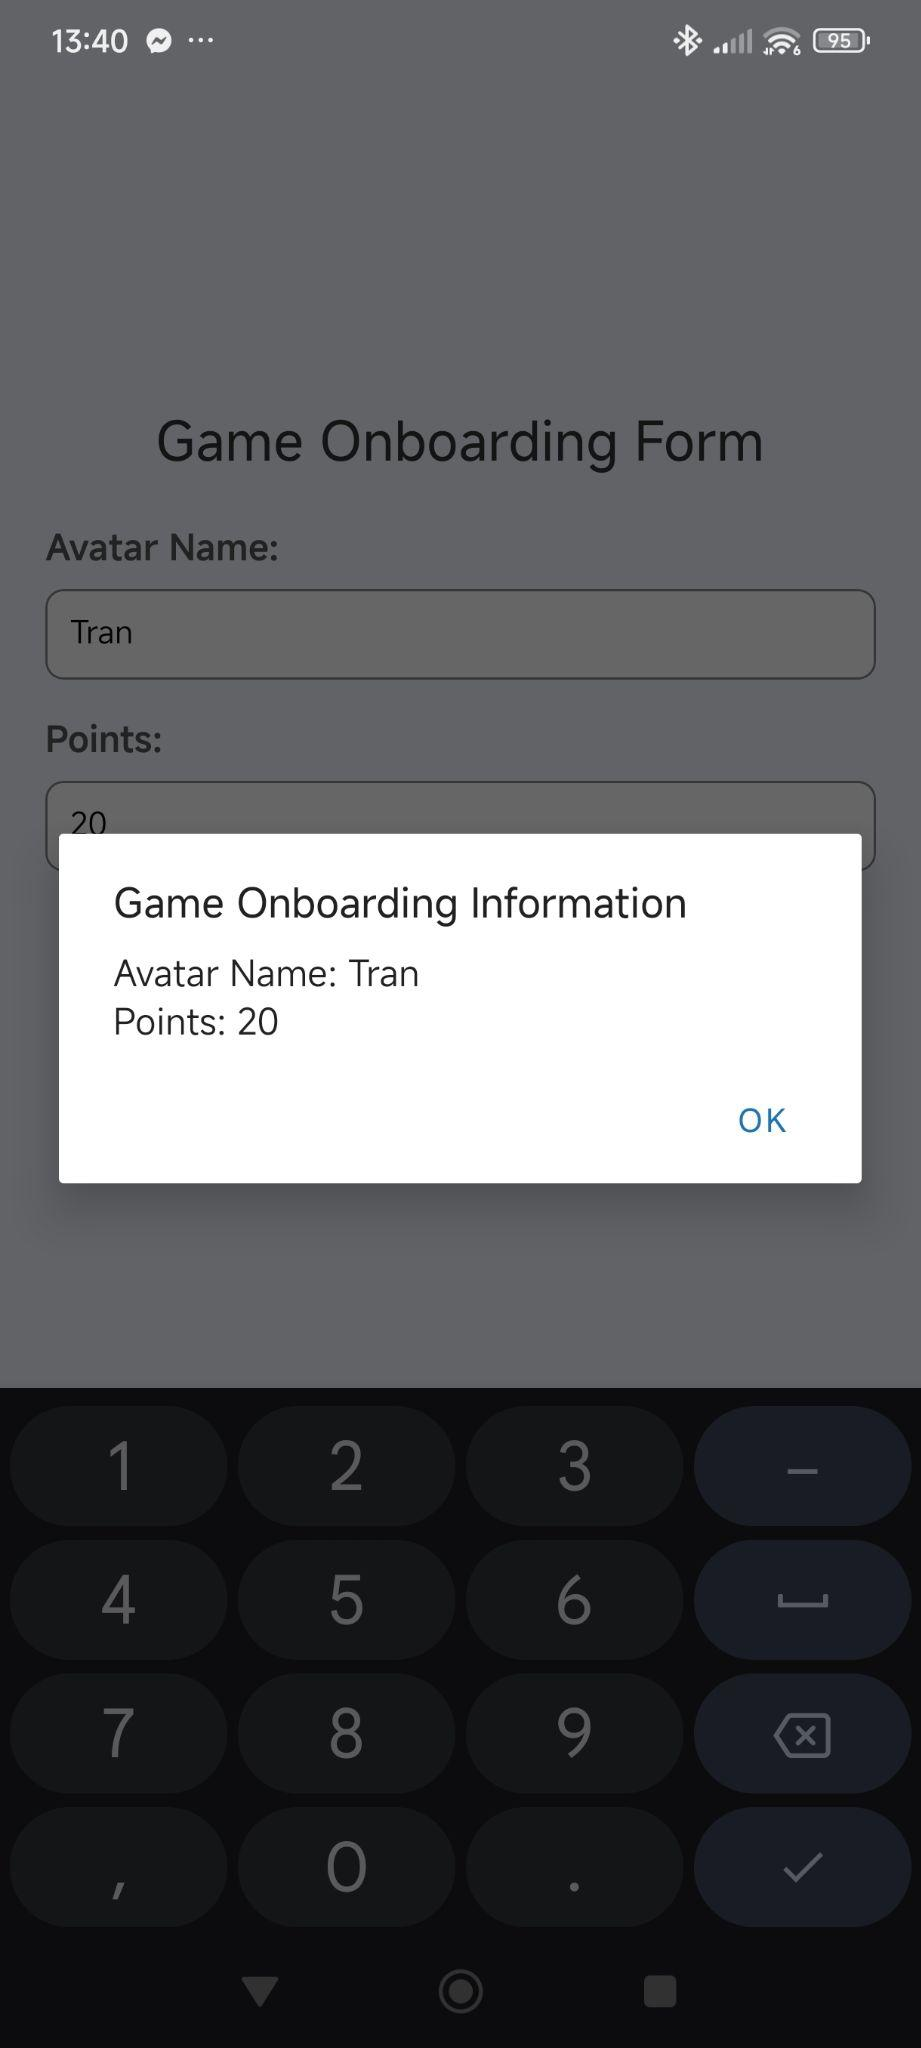 13:40 ... 6 95
Game Onboarding Form
Avatar Name:
Tran
Points:
20
Game Onboarding Information
Avatar Name: Tran
Points: 20
OK
1 2 3 –
4 5 6
7 8 9
, 0 .